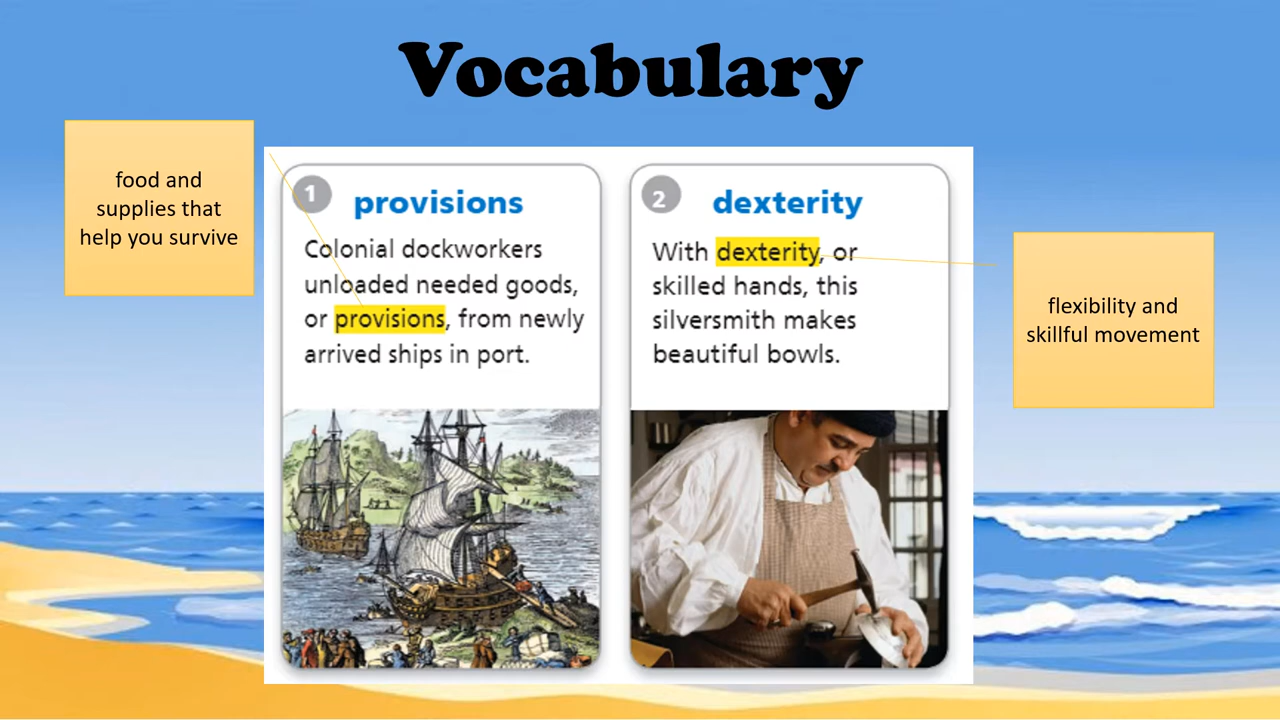 Vocabulary
food and
supplies that
help you survive
1
provisions
Colonial dockworkers
unloaded needed goods,
or provisions, from newly
arrived ships in port.
2
dexterity
With dexterity, or
skilled hands, this
silversmith makes
beautiful bowls.
flexibility and
skillful movement